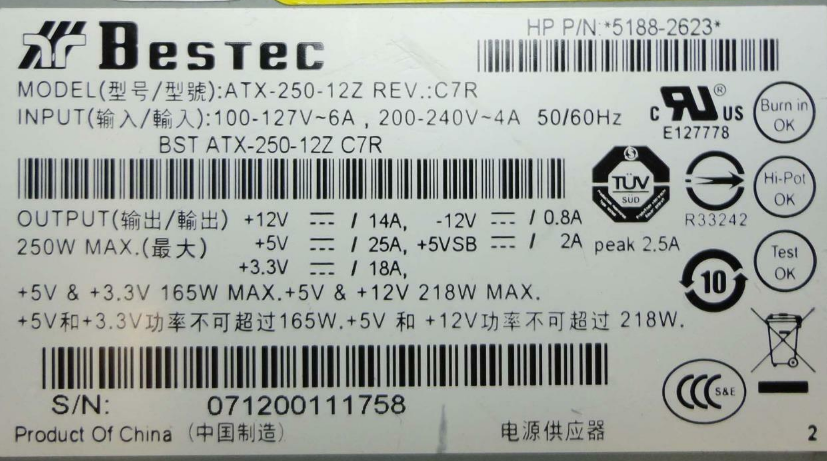 BESTEC
HP P/N:*5188-2623*
MODEL(型号/型號):ATX-250-12Z REV.:C7R
INPUT(输入/輸入):100-127V~6A , 200-240V~4A 50/60Hz
BST ATX-250-12Z C7R
C UR US ®
E127778
Burn in
OK
TÜV
SUD
R33242
Hi-Pot
OK
OUTPUT(输出/輸出) +12V ⎓ / 14A, -12V ⎓ / 0.8A
250W MAX.(最大) +5V ⎓ / 25A, +5VSB ⎓ / 2A peak 2.5A
+3.3V ⎓ / 18A,
10
Test
OK
+5V & +3.3V 165W MAX.+5V & +12V 218W MAX.
+5V和+3.3V功率不可超过165W.+5V 和 +12V功率不可超过 218W.
CCC S&E
S/N: 071200111758
Product Of China (中国制造)
电源供应器
2